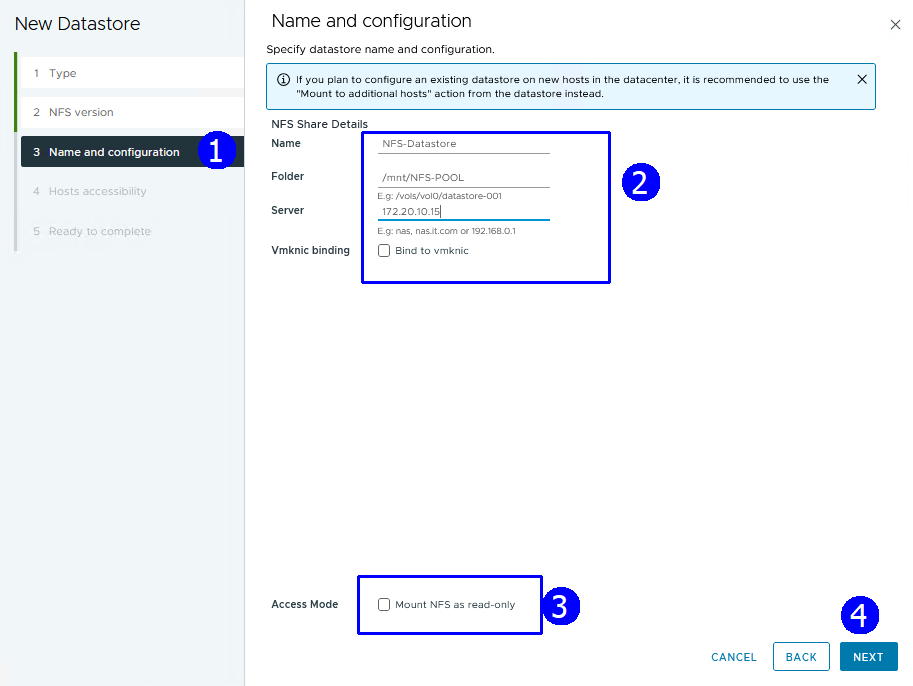 New Datastore
1 Type
2 NFS version
3 Name and configuration
1
4 Hosts accessibility
5 Ready to complete
Name and configuration
Specify datastore name and configuration.
If you plan to configure an existing datastore on new hosts in the datacenter, it is recommended to use the
"Mount to additional hosts" action from the datastore instead.
NFS Share Details
Name NFS-Datastore
Folder /mnt/NFS-POOL
2
E.g: /vols/vol0/datastore-001
Server 172.20.10.15
E.g: nas, nas.it.com or 192.168.0.1
Vmknic binding Bind to vmknic
Access Mode Mount NFS as read-only
3
4
CANCEL BACK NEXT